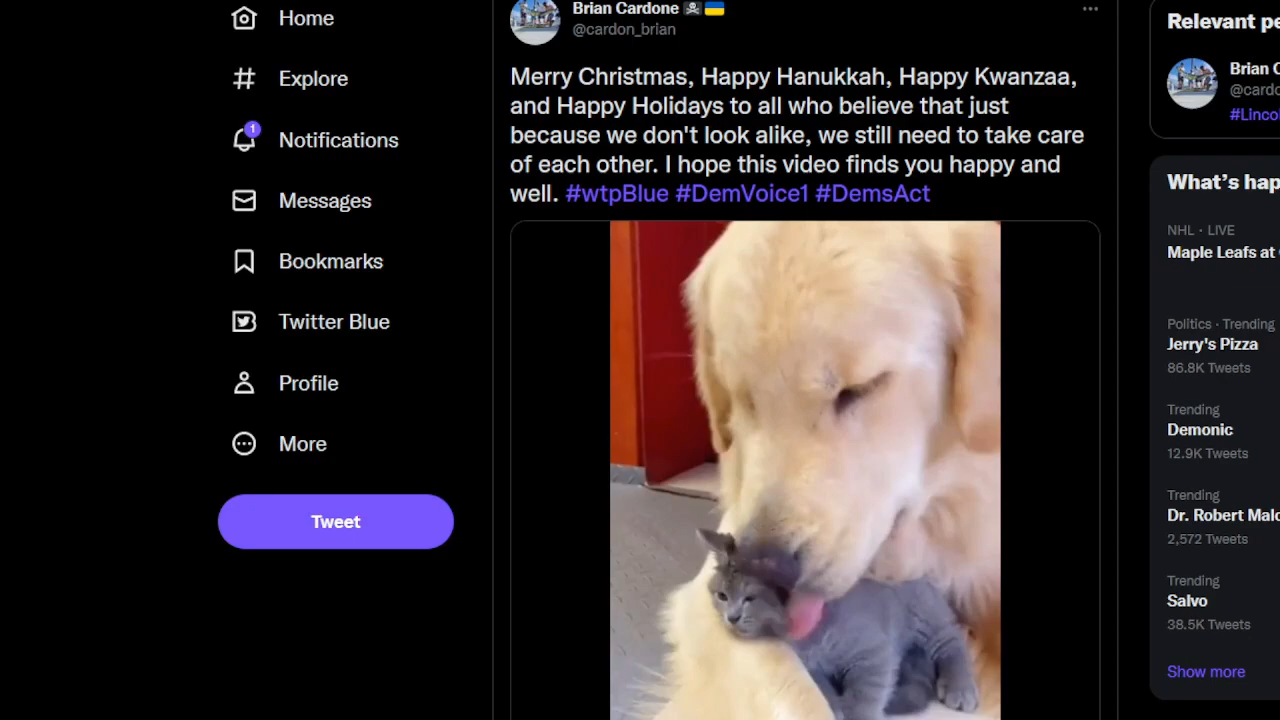 Home
Explore
1
Notifications
Messages
Bookmarks
Twitter Blue
Profile
More
Tweet
Brian Cardone
@cardon_brian
Merry Christmas, Happy Hanukkah, Happy Kwanzaa,
and Happy Holidays to all who believe that just
because we don't look alike, we still need to take care
of each other. I hope this video finds you happy and
well. #wtpBlue #DemVoice1 #DemsAct
Relevant pe
Brian C
@cardo
#Lincol
What's hap
NHL · LIVE
Maple Leafs at
Politics · Trending
Jerry's Pizza
86.8K Tweets
Trending
Demonic
12.9K Tweets
Trending
Dr. Robert Malo
2,572 Tweets
Trending
Salvo
38.5K Tweets
Show more